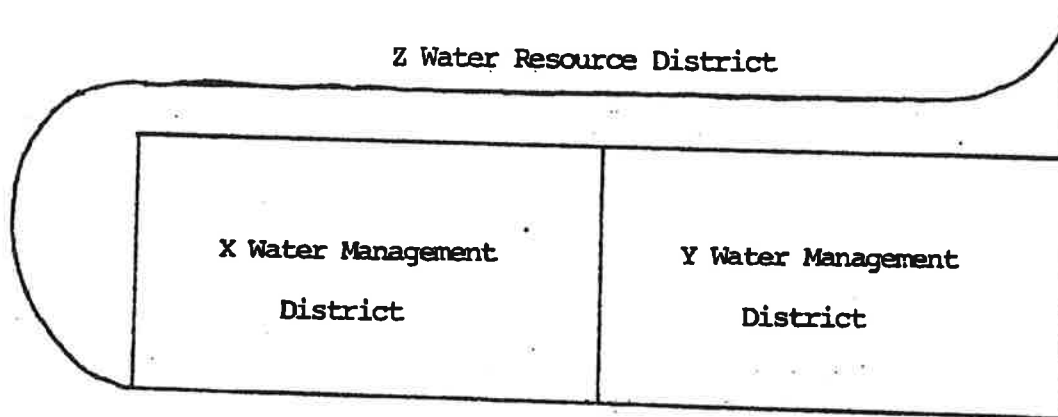 Z Water Resource District
X Water Management
District
Y Water Management
District